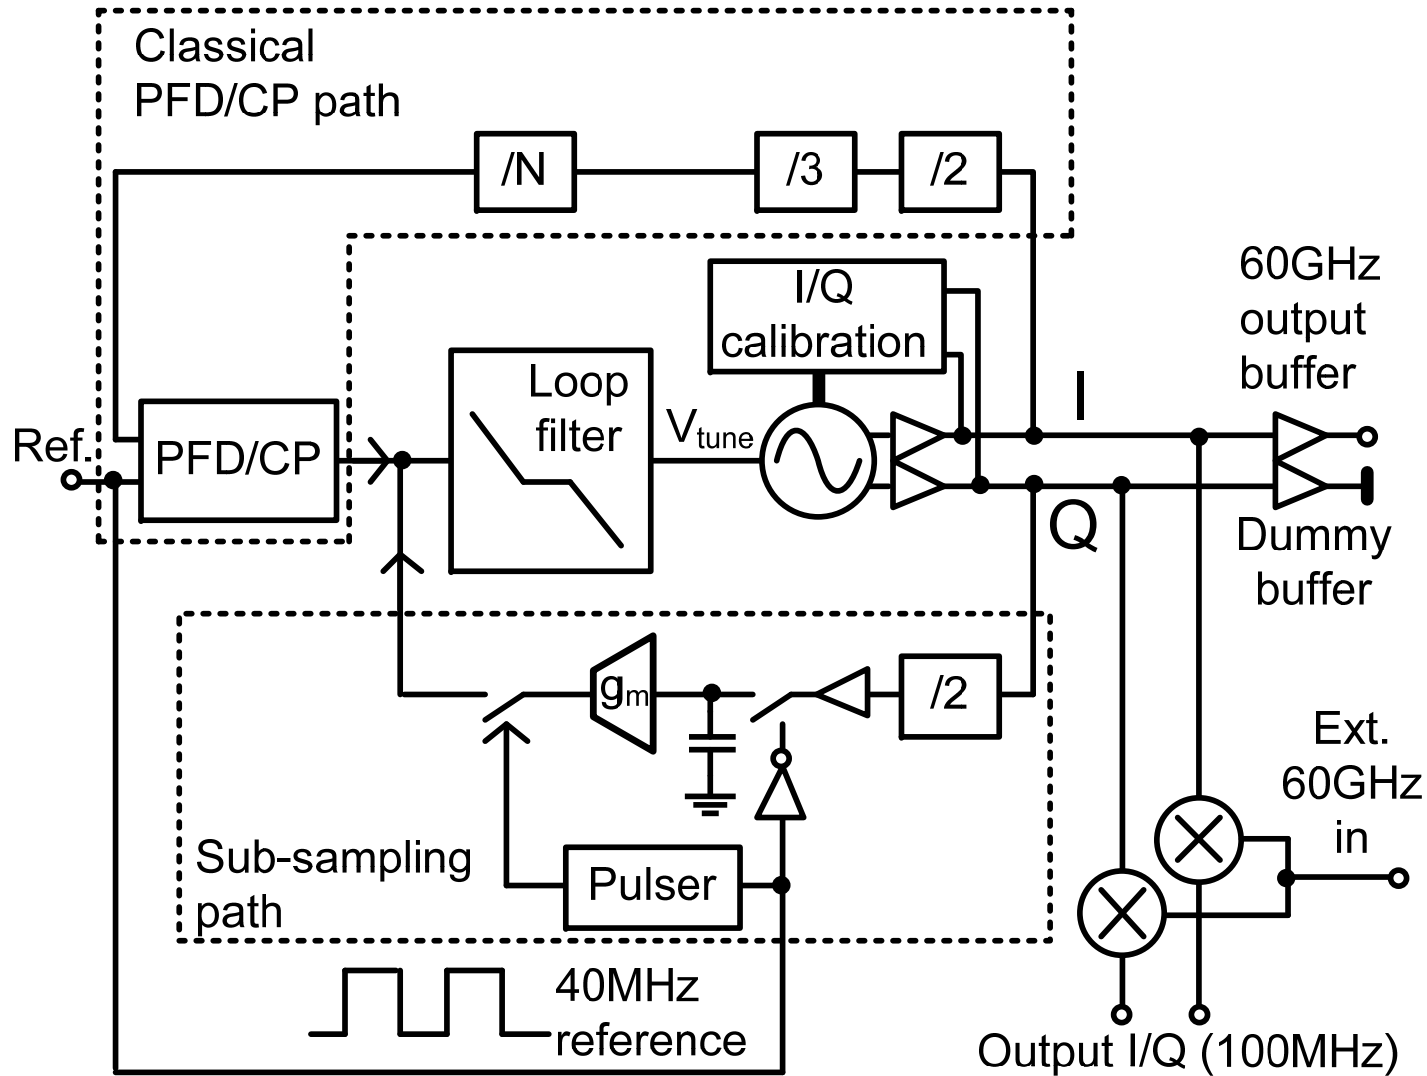 Classical
PFD/CP path
/N
/3
/2
I/Q
calibration
60GHz
output
buffer
Loop
filter
Vtune
I
Ref.
PFD/CP
Q
Dummy
buffer
gm
/2
Ext.
60GHz
in
Sub-sampling
path
Pulser
40MHz
reference
Output I/Q (100MHz)